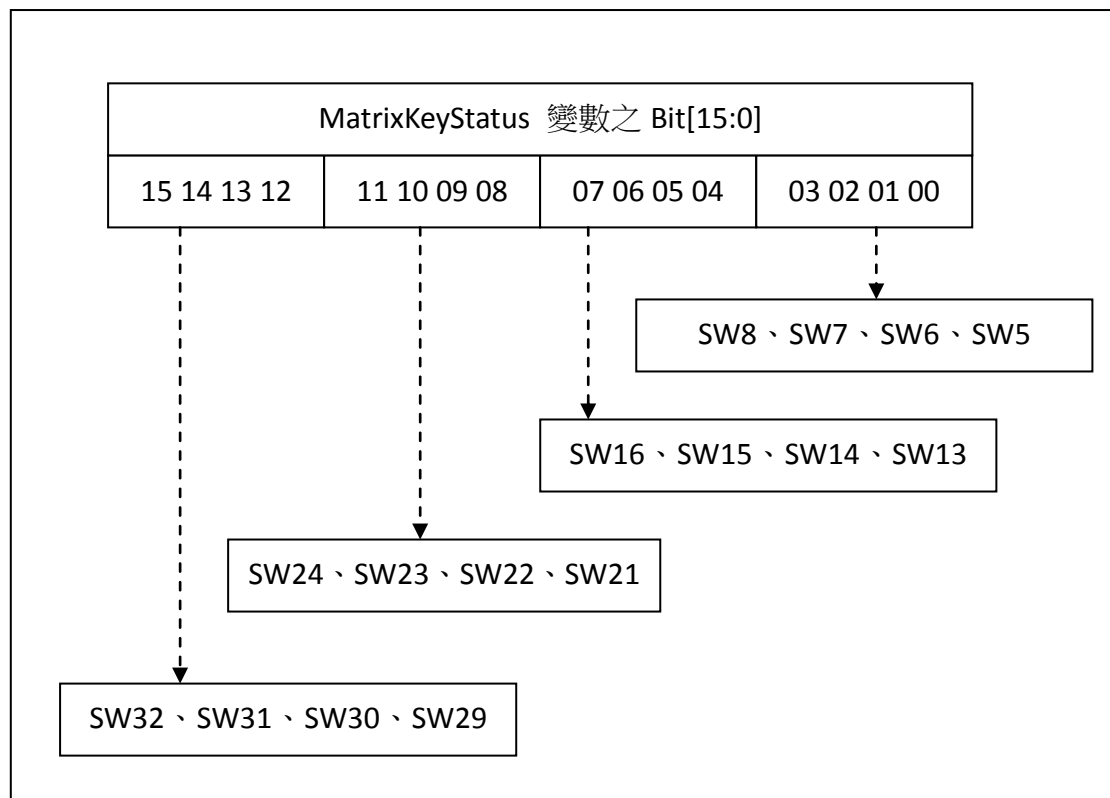 MatrixKeyStatus 變數之 Bit[15:0]
15 14 13 12
11 10 09 08
07 06 05 04
03 02 01 00
SW8、SW7、SW6、SW5
SW16、SW15、SW14、SW13
SW24、SW23、SW22、SW21
SW32、SW31、SW30、SW29